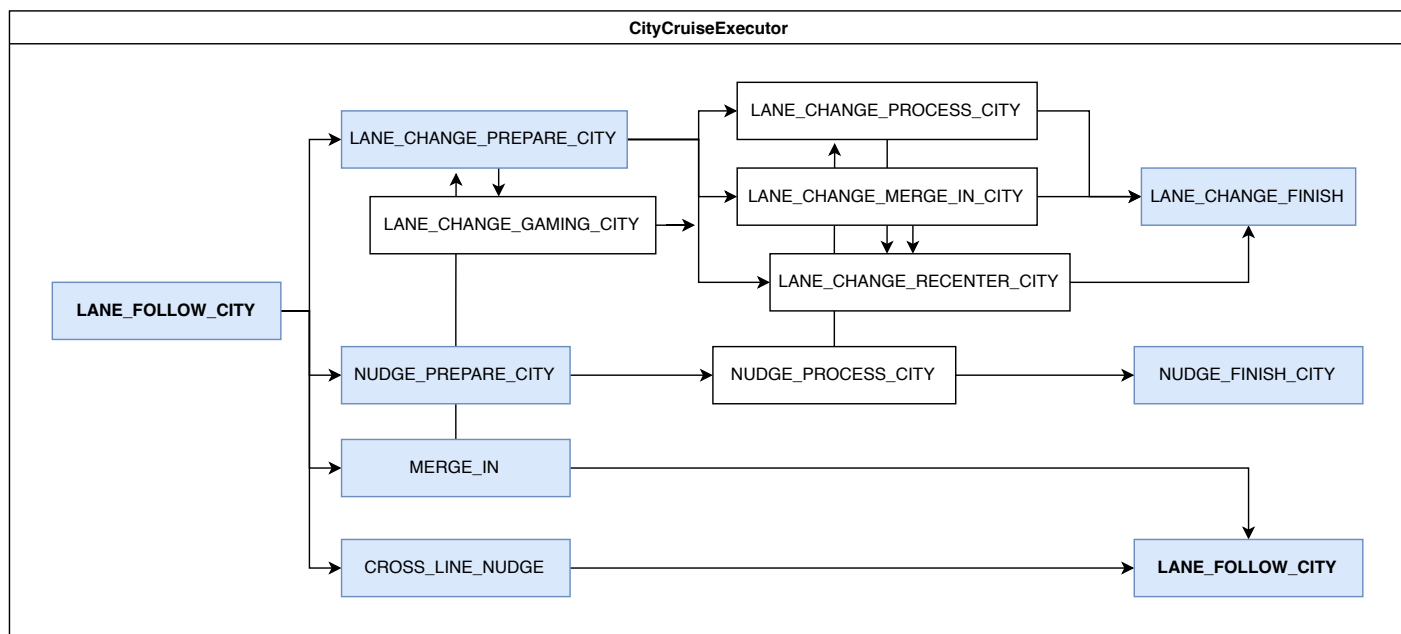 CityCruiseExecutor
LANE_CHANGE_PROCESS_CITY
LANE_CHANGE_PREPARE_CITY
LANE_CHANGE_MERGE_IN_CITY
LANE_CHANGE_FINISH
LANE_CHANGE_GAMING_CITY
LANE_CHANGE_RECENTER_CITY
LANE_FOLLOW_CITY
NUDGE_PREPARE_CITY
NUDGE_PROCESS_CITY
NUDGE_FINISH_CITY
MERGE_IN
CROSS_LINE_NUDGE
LANE_FOLLOW_CITY